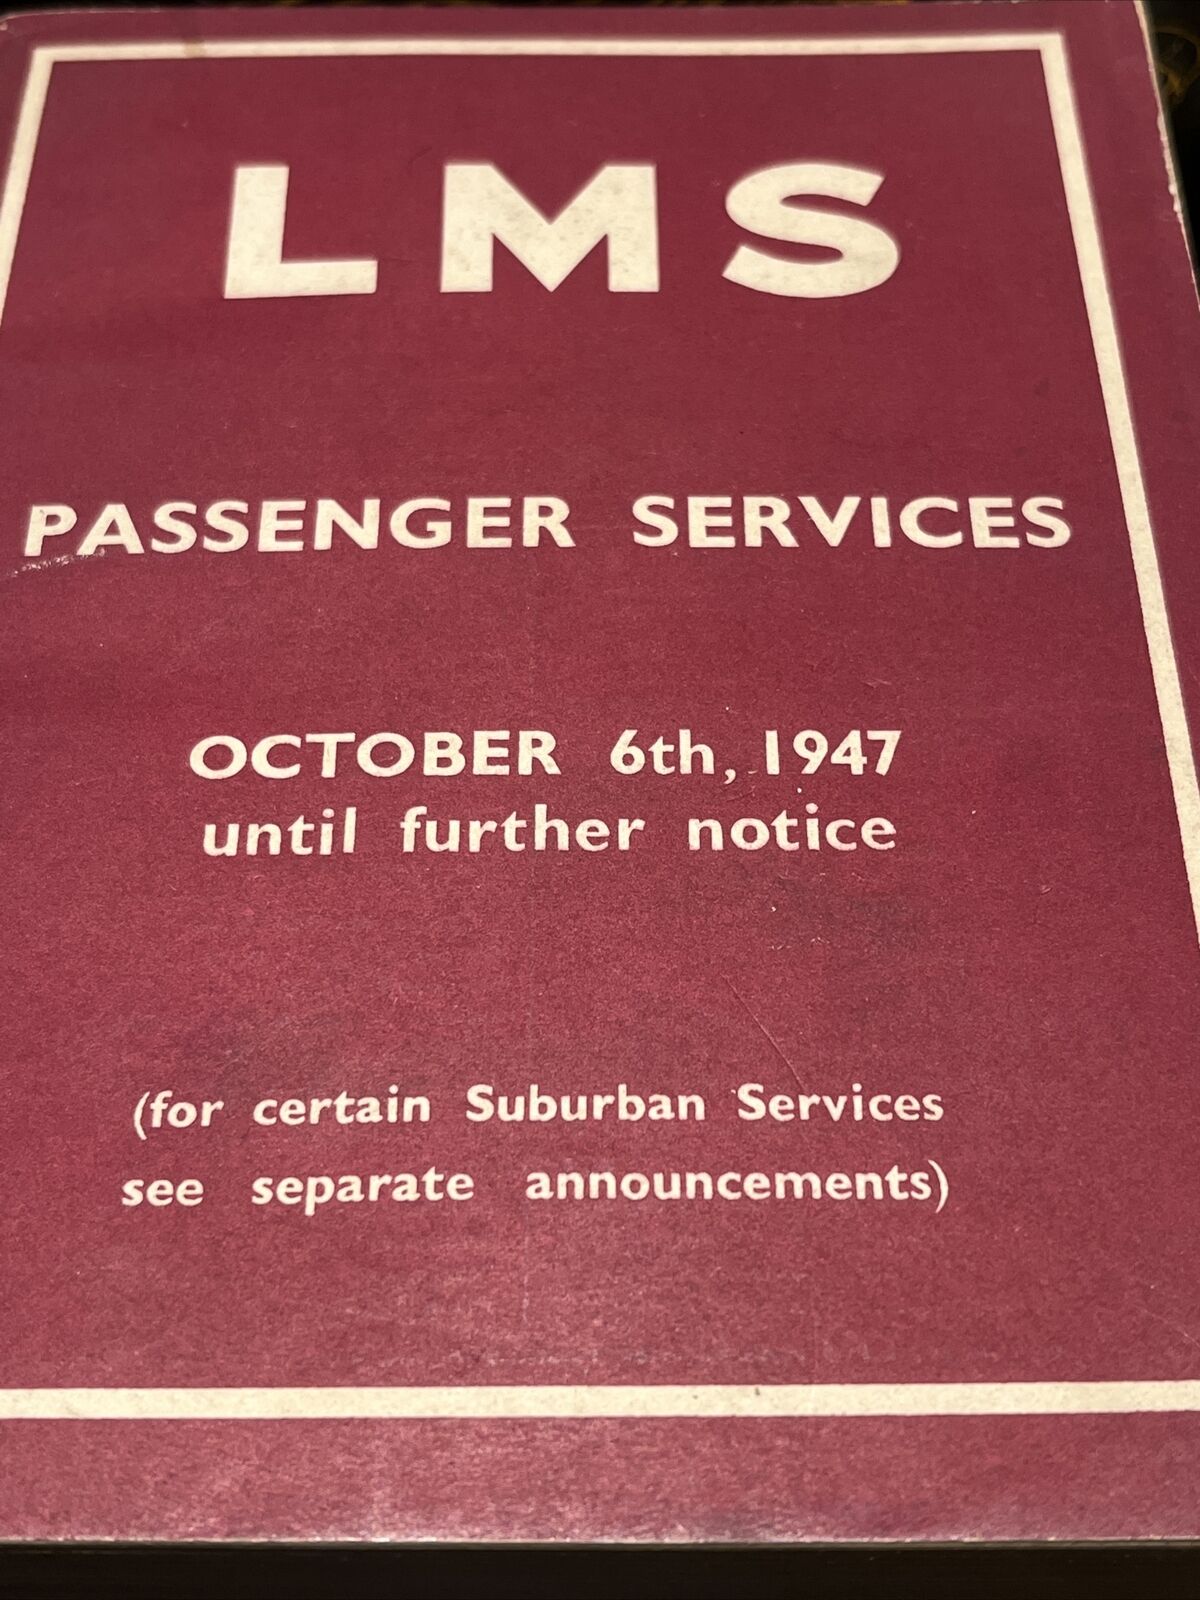 LMS
PASSENGER SERVICES
OCTOBER 6th, 1947
until further notice
(for certain Suburban Services
see separate announcements)